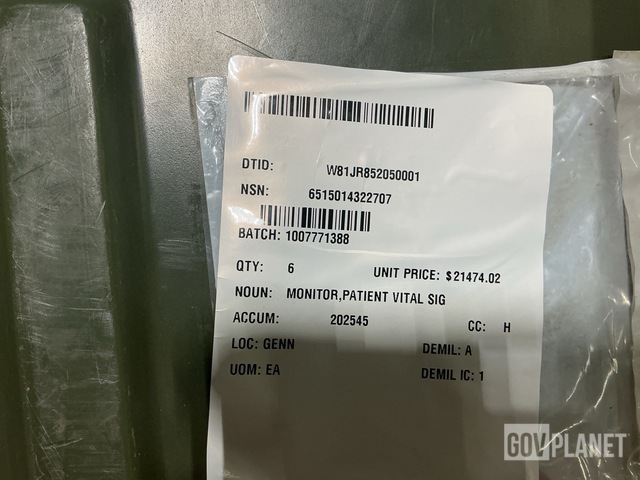 DTID: W81JR852050001
NSN: 6515014322707
BATCH: 1007771388
QTY: 6 UNIT PRICE: $21474.02
NOUN: MONITOR,PATIENT VITAL SIG
ACCUM: 202545 CC: H
LOC: GENN DEMIL: A
UOM: EA DEMIL IC: 1
GOVPLANET